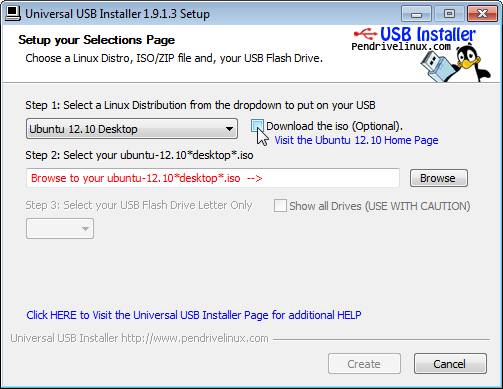 Universal USB Installer 1.9.1.3 Setup
Setup your Selections Page
Choose a Linux Distro, ISO/ZIP file and, your USB Flash Drive.
USB Installer
Pendrivelinux.com
Step 1: Select a Linux Distribution from the dropdown to put on your USB
Ubuntu 12.10 Desktop
Download the iso (Optional).
Visit the Ubuntu 12.10 Home Page
Step 2: Select your ubuntu-12.10*desktop*.iso
Browse to your ubuntu-12.10*desktop*.iso -->
Browse
Step 3: Select your USB Flash Drive Letter Only
Show all Drives (USE WITH CAUTION)
Click HERE to Visit the Universal USB Installer Page for additional HELP
Universal USB Installer http://www.pendrivelinux.com
Create
Cancel